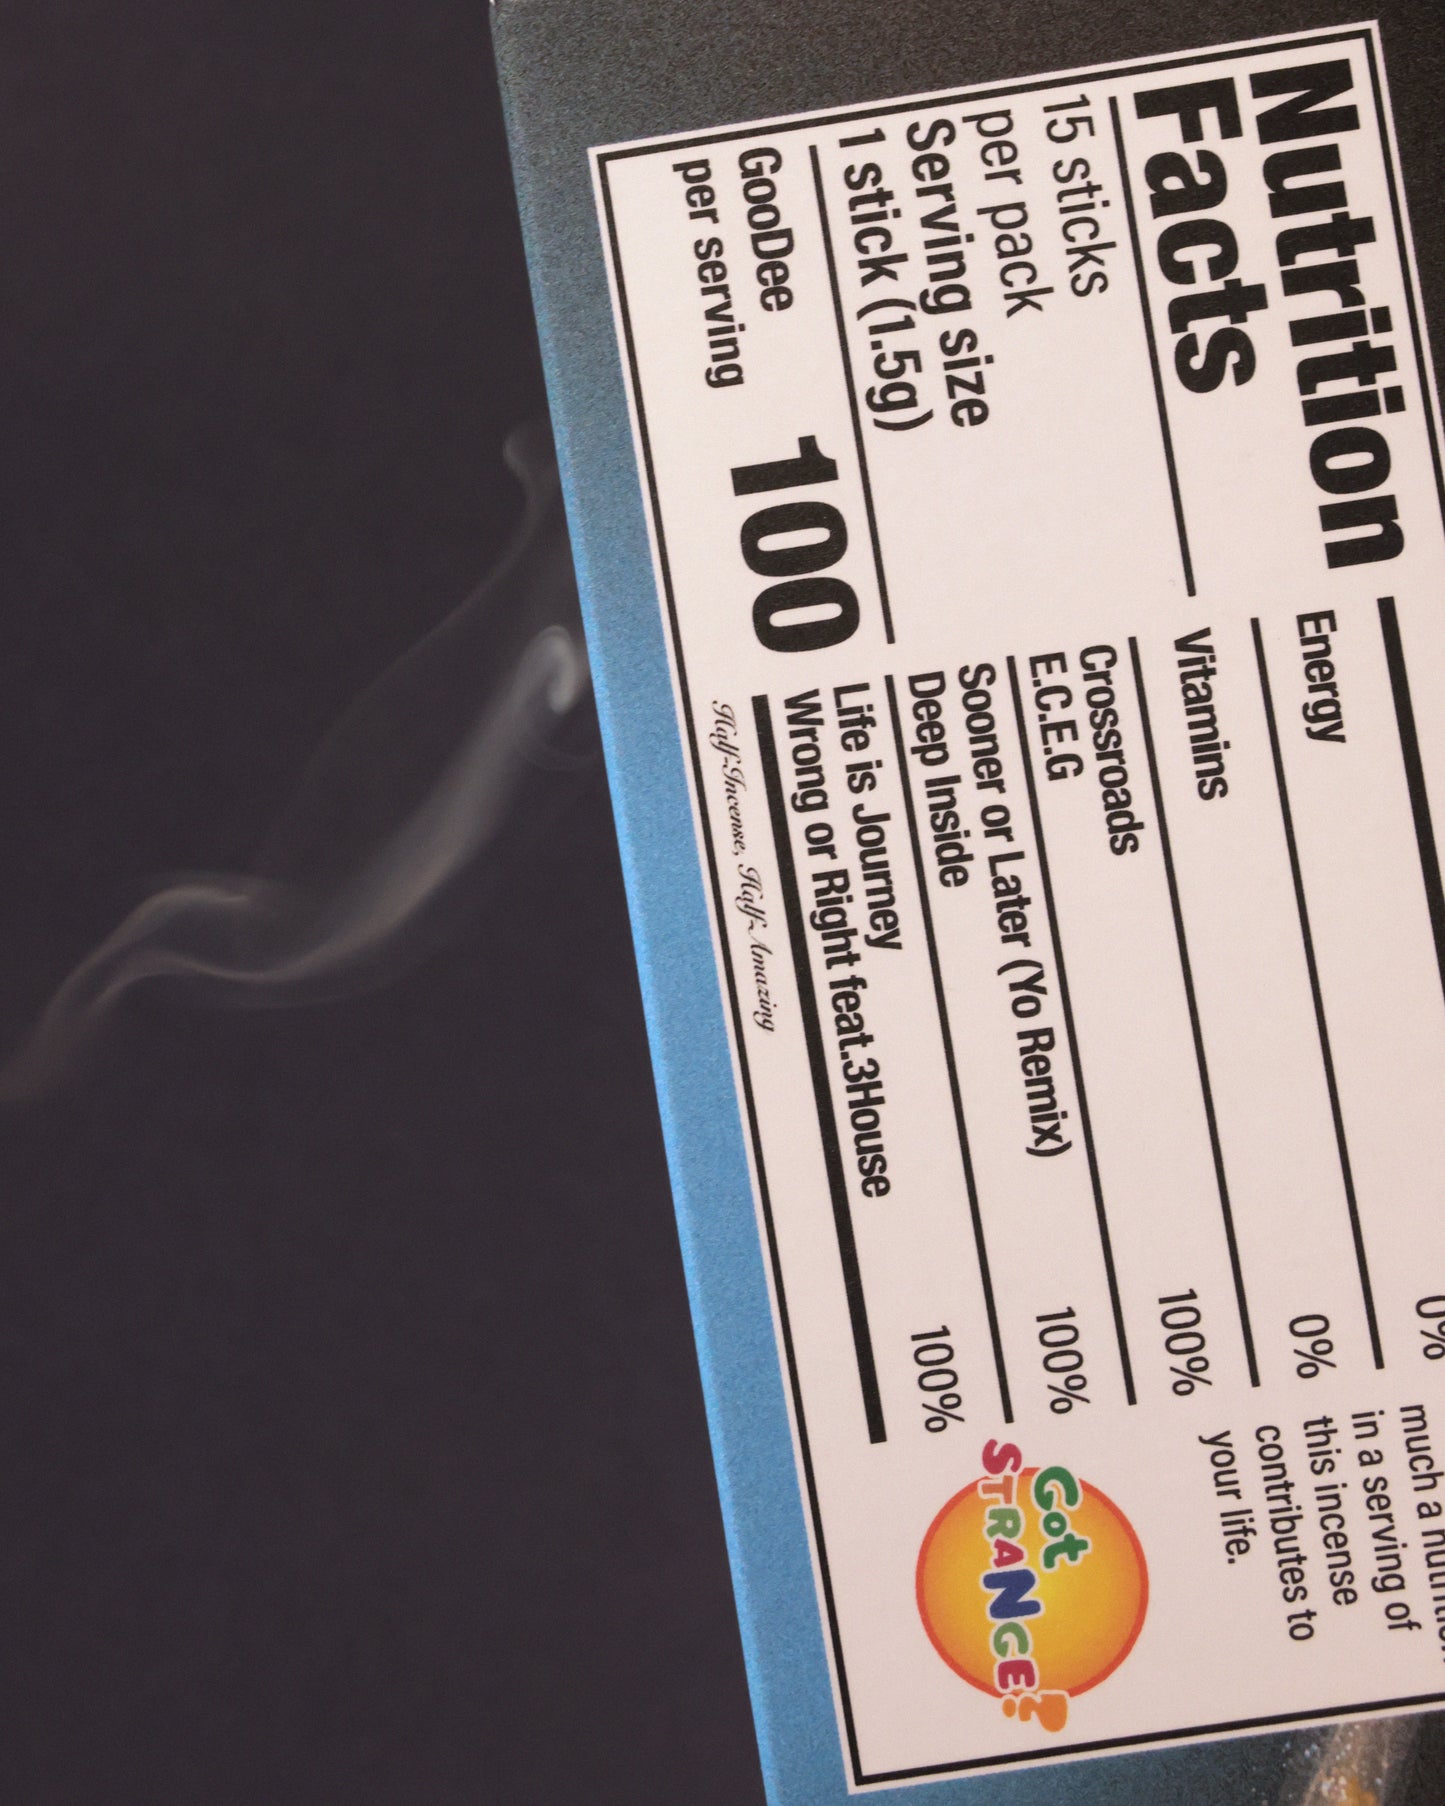 Nutrition
Facts
15 sticks
per pack
Serving size
1 stick (1.5g)
GooDee
per serving
100
0%
Energy 0%
Vitamins 100%
Crossroads
E.C.E.G 100%
Sooner or Later (Yo Remix)
Deep Inside 100%
Life is Journey
Wrong or Right feat.3House
Half-Incense, Half-Amazing
much a
in a serving of
this incense
contributes to
your life.
Got
STRANGE?